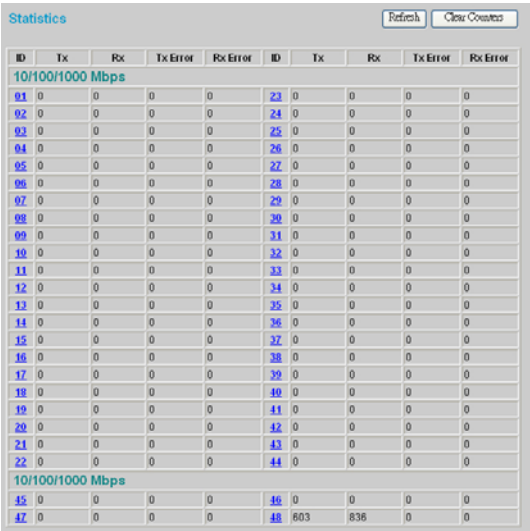 Statistics Refresh Clear Counters
ID Tx Rx Tx Error Rx Error ID Tx Rx Tx Error Rx Error
10/100/1000 Mbps
01 0 0 0 0 23 0 0 0 0
02 0 0 0 0 24 0 0 0 0
03 0 0 0 0 25 0 0 0 0
04 0 0 0 0 26 0 0 0 0
05 0 0 0 0 27 0 0 0 0
06 0 0 0 0 28 0 0 0 0
07 0 0 0 0 29 0 0 0 0
08 0 0 0 0 30 0 0 0 0
09 0 0 0 0 31 0 0 0 0
10 0 0 0 0 32 0 0 0 0
11 0 0 0 0 33 0 0 0 0
12 0 0 0 0 34 0 0 0 0
13 0 0 0 0 35 0 0 0 0
14 0 0 0 0 36 0 0 0 0
15 0 0 0 0 37 0 0 0 0
16 0 0 0 0 38 0 0 0 0
17 0 0 0 0 39 0 0 0 0
18 0 0 0 0 40 0 0 0 0
19 0 0 0 0 41 0 0 0 0
20 0 0 0 0 42 0 0 0 0
21 0 0 0 0 43 0 0 0 0
22 0 0 0 0 44 0 0 0 0
10/100/1000 Mbps
45 0 0 0 0 46 0 0 0 0
47 0 0 0 0 48 603 836 0 0